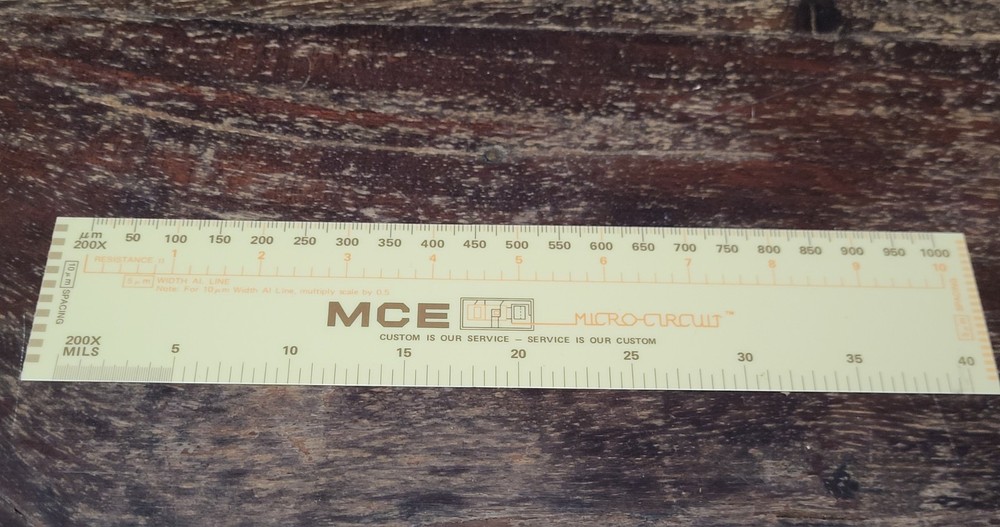 μm 50 100 150 200 250 300 350 400 450 500 550 600 650 700 750 800 850 900 950 1000
200X
RESISTANCE Ω 1 2 3 4 5 6 7 8 9 10
5μm WIDTH AL LINE
Note: For 10μm Width AL Line, multiply scale by 0.5
10μm SPACING
MCE MICRO-CIRCUIT™
CUSTOM IS OUR SERVICE – SERVICE IS OUR CUSTOM
200X
MILS 5 10 15 20 25 30 35 40